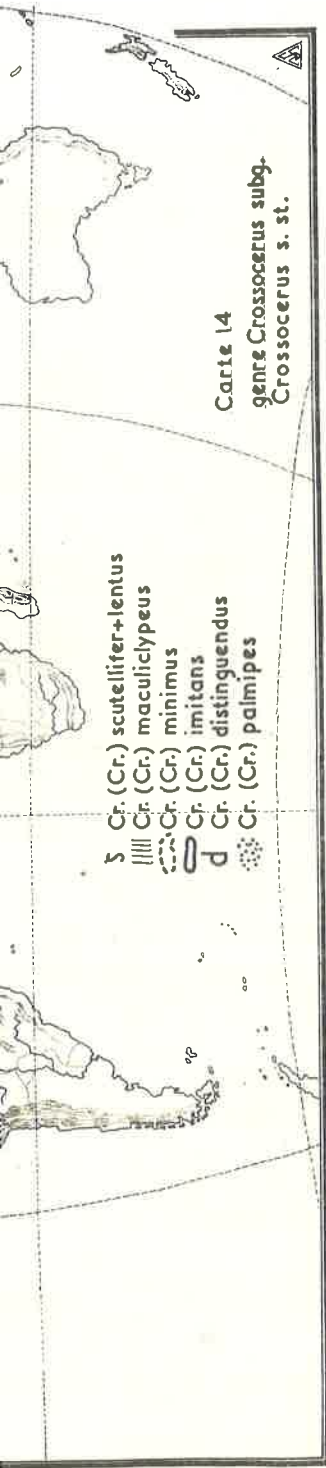 Carte 14
genre Crossocerus subg.
Crossocerus s. st.
S Cr. (Cr.) scutellifer+lentus
Cr. (Cr.) maculiclypeus
Cr. (Cr.) minimus
Cr. (Cr.) imitans
d Cr. (Cr.) distinguendus
Cr. (Cr.) palmipes